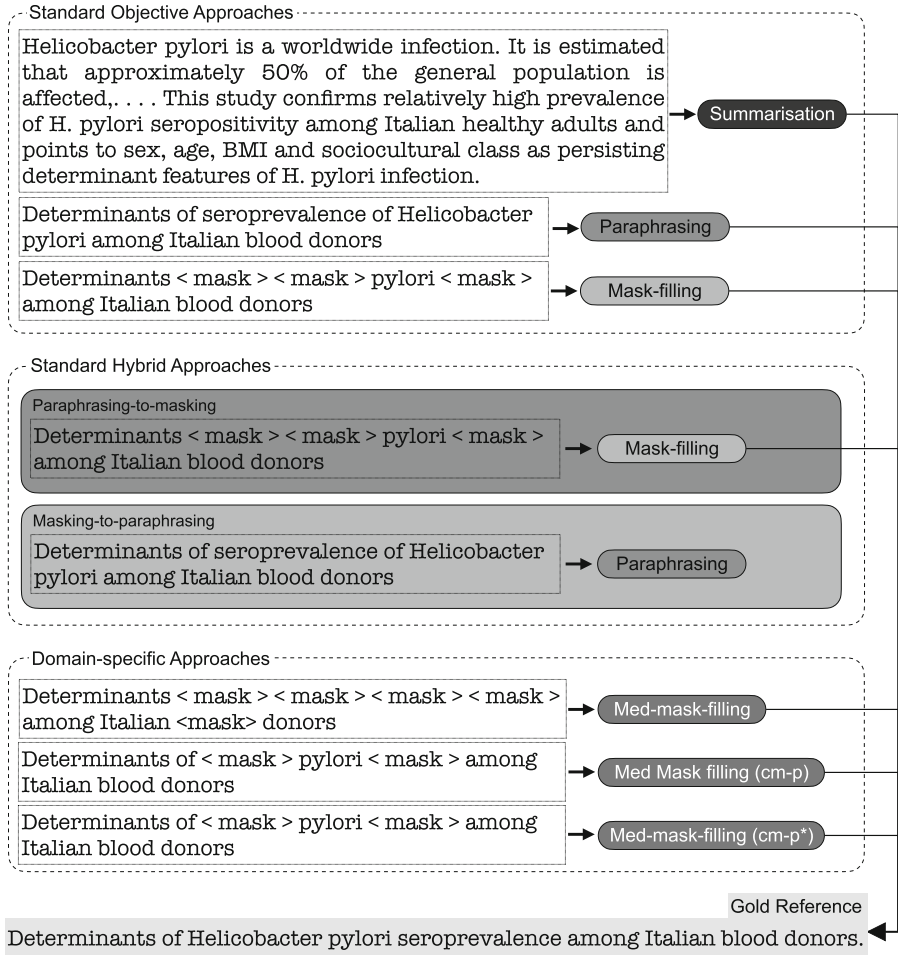 Standard Objective Approaches
Helicobacter pylori is a worldwide infection. It is estimated
that approximately 50% of the general population is
affected,. . . . This study confirms relatively high prevalence
of H. pylori seropositivity among Italian healthy adults and
points to sex, age, BMI and sociocultural class as persisting
determinant features of H. pylori infection.
Summarisation
Determinants of seroprevalence of Helicobacter
pylori among Italian blood donors
Paraphrasing
Determinants < mask > < mask > pylori < mask >
among Italian blood donors
Mask-filling
Standard Hybrid Approaches
Paraphrasing-to-masking
Determinants < mask > < mask > pylori < mask >
among Italian blood donors
Mask-filling
Masking-to-paraphrasing
Determinants of seroprevalence of Helicobacter
pylori among Italian blood donors
Paraphrasing
Domain-specific Approaches
Determinants < mask > < mask > < mask > < mask >
among Italian <mask> donors
Med-mask-filling
Determinants of < mask > pylori < mask > among
Italian blood donors
Med Mask filling (cm-p)
Determinants of < mask > pylori < mask > among
Italian blood donors
Med-mask-filling (cm-p*)
Gold Reference
Determinants of Helicobacter pylori seroprevalence among Italian blood donors.